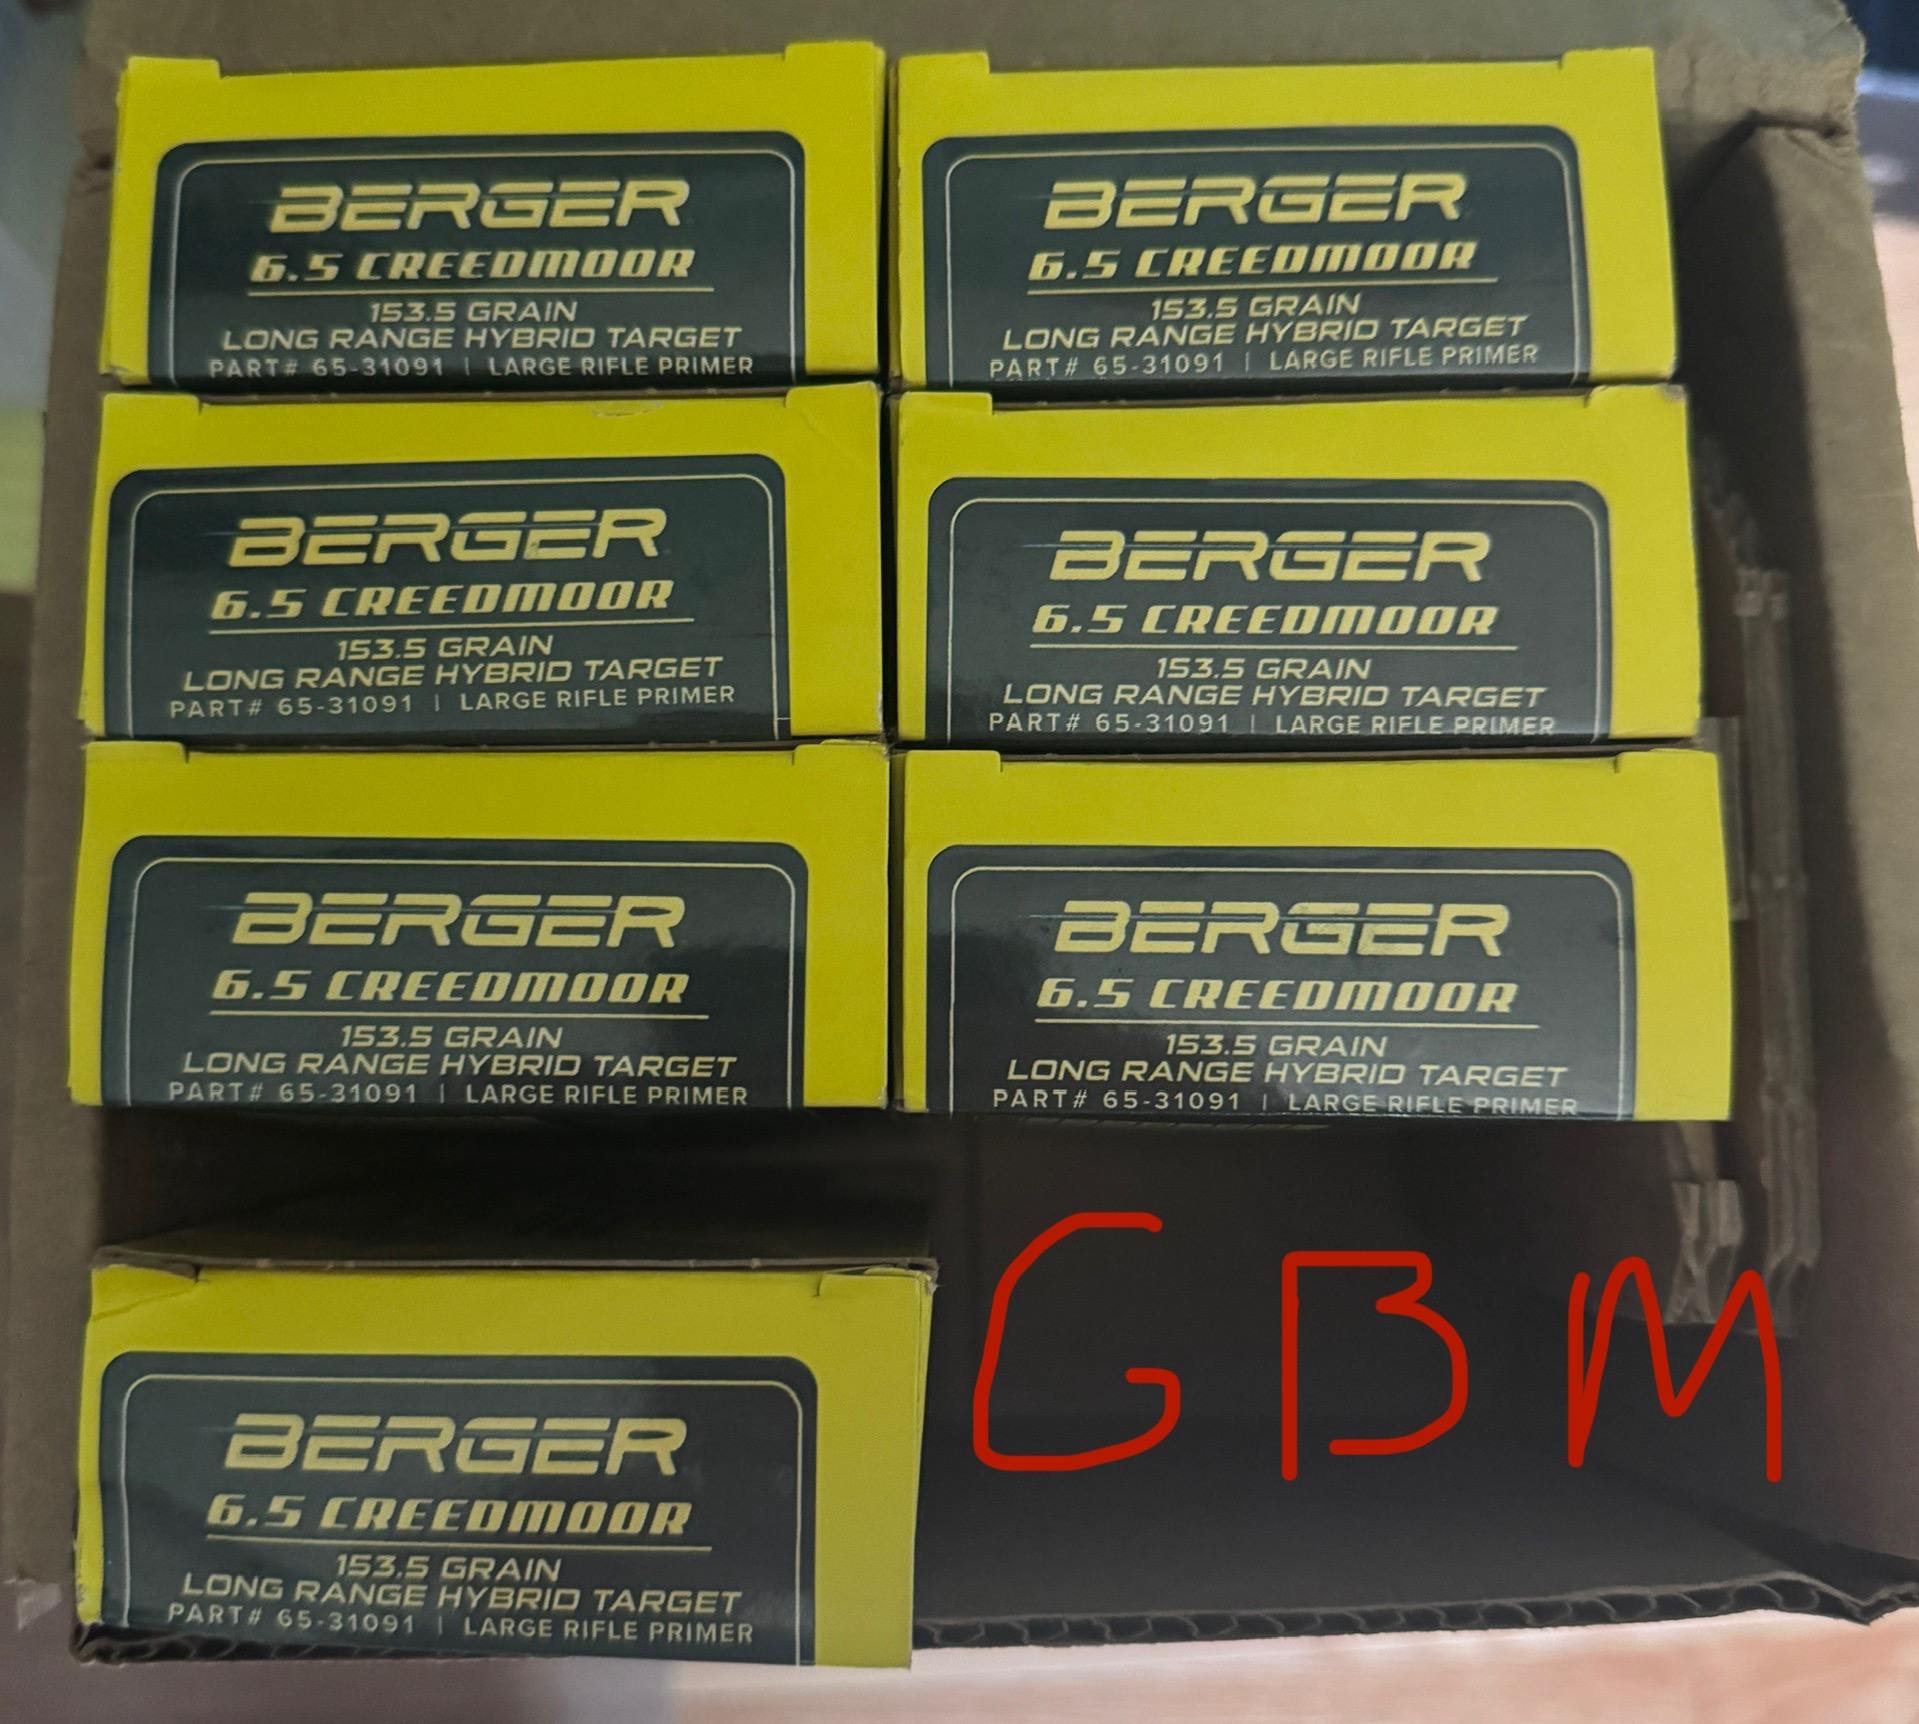 BERGER
6.5 CREEDMOOR
153.5 GRAIN
LONG RANGE HYBRID TARGET
PART# 65-31091 | LARGE RIFLE PRIMER
BERGER
6.5 CREEDMOOR
153.5 GRAIN
LONG RANGE HYBRID TARGET
PART# 65-31091 | LARGE RIFLE PRIMER
BERGER
6.5 CREEDMOOR
153.5 GRAIN
LONG RANGE HYBRID TARGET
PART# 65-31091 | LARGE RIFLE PRIMER
BERGER
6.5 CREEDMOOR
153.5 GRAIN
LONG RANGE HYBRID TARGET
PART# 65-31091 | LARGE RIFLE PRIMER
BERGER
6.5 CREEDMOOR
153.5 GRAIN
LONG RANGE HYBRID TARGET
PART# 65-31091 | LARGE RIFLE PRIMER
BERGER
6.5 CREEDMOOR
153.5 GRAIN
LONG RANGE HYBRID TARGET
PART# 65-31091 | LARGE RIFLE PRIMER
BERGER
6.5 CREEDMOOR
153.5 GRAIN
LONG RANGE HYBRID TARGET
PART# 65-31091 | LARGE RIFLE PRIMER
GBM